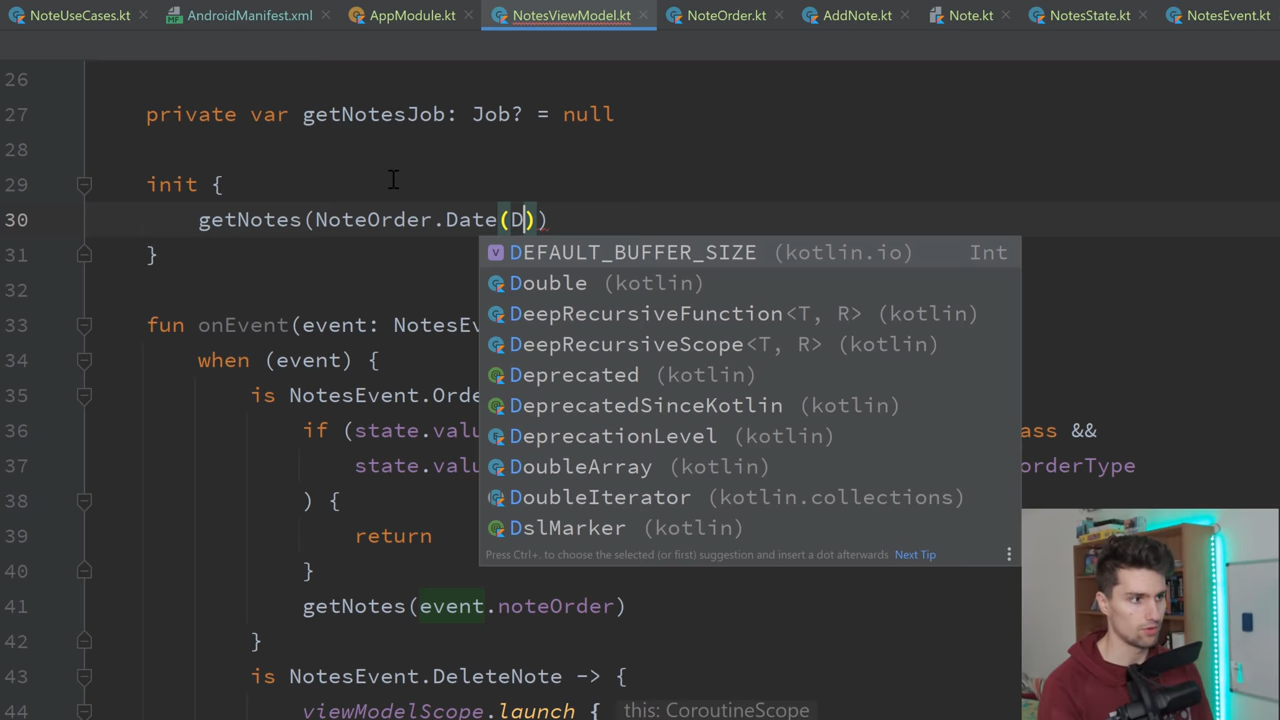 NoteUseCases.kt AndroidManifest.xml AppModule.kt NotesViewModel.kt NoteOrder.kt AddNote.kt Note.kt NotesState.kt NotesEvent.kt
26
27 private var getNotesJob: Job? = null
28
29 init {
30 getNotes(NoteOrder.Date(D))
31 }
DEFAULT_BUFFER_SIZE (kotlin.io) Int
Double (kotlin)
DeepRecursiveFunction<T, R> (kotlin)
DeepRecursiveScope<T, R> (kotlin)
Deprecated (kotlin)
DeprecatedSinceKotlin (kotlin)
DeprecationLevel (kotlin)
DoubleArray (kotlin)
DoubleIterator (kotlin.collections)
DslMarker (kotlin)
Press Ctrl+. to choose the selected (or first) suggestion and insert a dot afterwards Next Tip
32
33 fun onEvent(event: NotesEv
34 when (event) {
35 is NotesEvent.Orde
36 if (state.valu ass &&
37 state.valu orderType
38 ) {
39 return
40 }
41 getNotes(event.noteOrder)
42 }
43 is NotesEvent.DeleteNote -> {
44 viewModelScope.launch { this: CoroutineScope